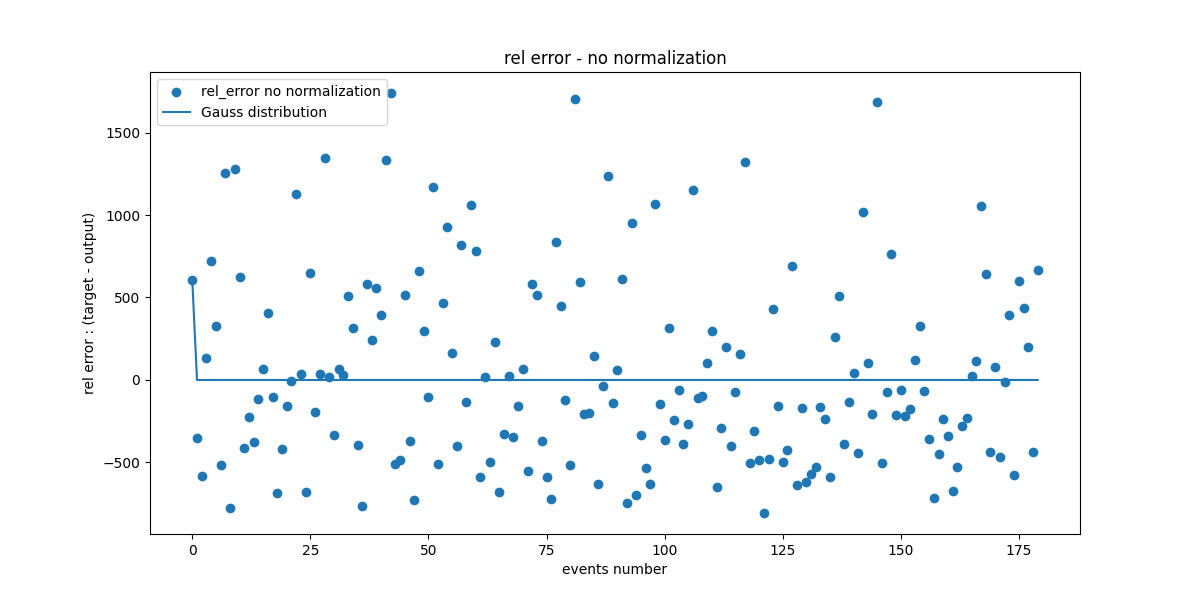 rel error - no normalization
rel_error no normalization
Gauss distribution
1500
1000
500
0
−500
rel error : (target - output)
0 25 50 75 100 125 150 175
events number